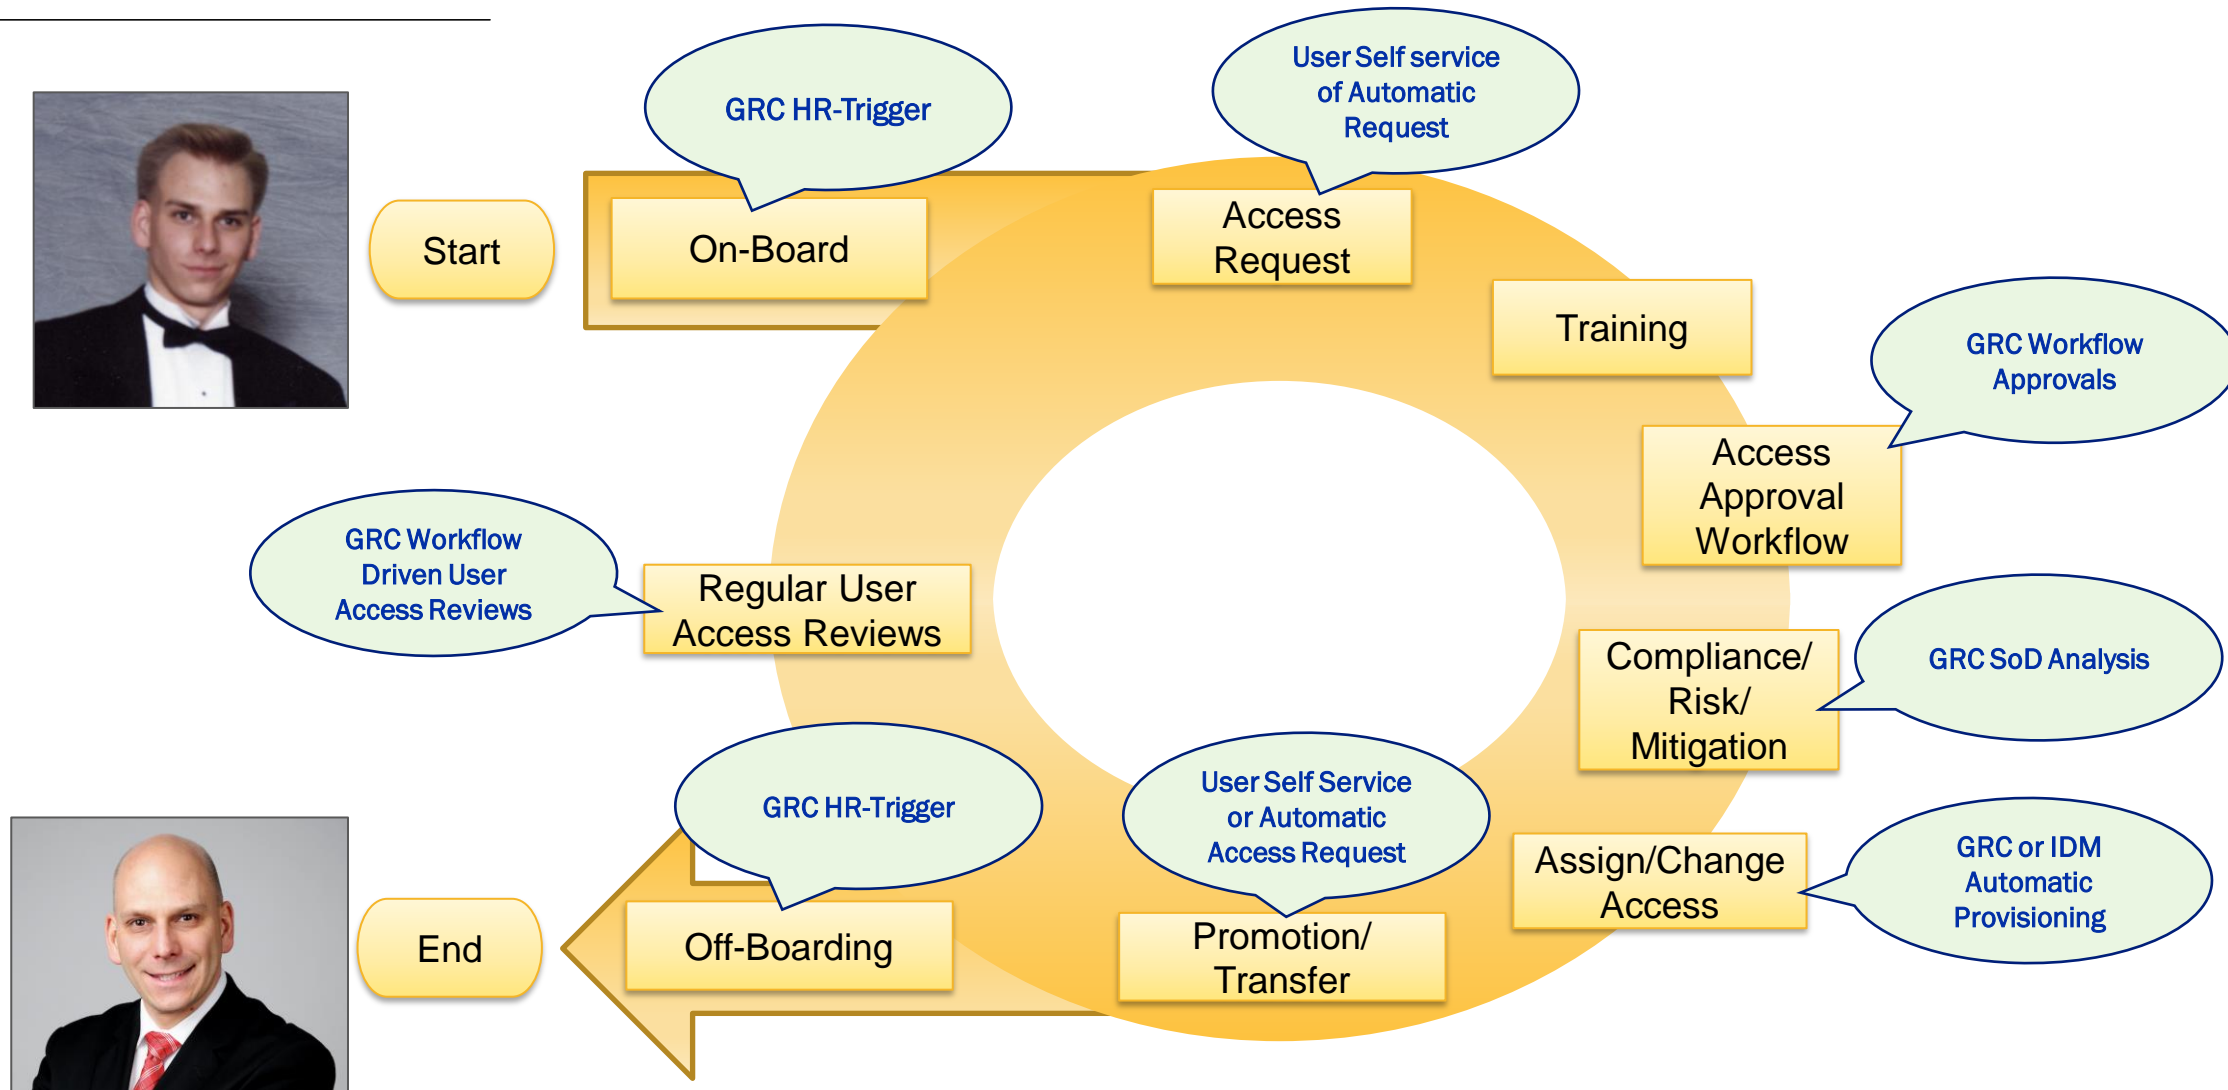 GRC HR-Trigger
User Self service
of Automatic
Request
Start
On-Board
Access
Request
Training
GRC Workflow
Approvals
Access
Approval
Workflow
GRC Workflow
Driven User
Access Reviews
Regular User
Access Reviews
Compliance/
Risk/
Mitigation
GRC SoD Analysis
GRC HR-Trigger
User Self Service
or Automatic
Access Request
Assign/Change
Access
GRC or IDM
Automatic
Provisioning
End
Off-Boarding
Promotion/
Transfer